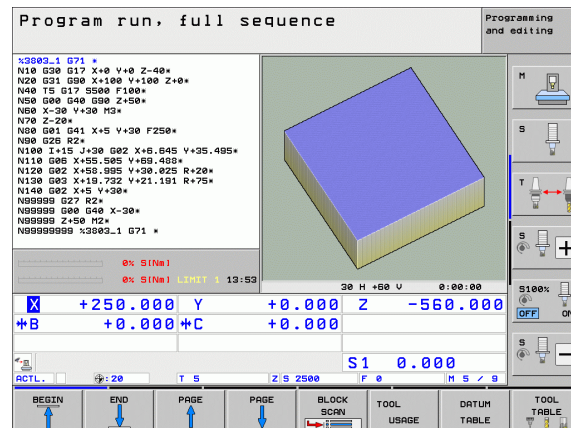 Program run, full sequence
Programming
and editing
%3803_1 G71 *
N10 G30 G17 X+0 Y+0 Z-40*
N20 G31 G90 X+100 Y+100 Z+0*
N40 T5 G17 S500 F100*
N50 G00 G40 G90 Z+50*
N60 X-30 Y+30 M3*
N70 Z-20*
N80 G01 G41 X+5 Y+30 F250*
N90 G26 R2*
N100 I+15 J+30 G02 X+6.645 Y+35.495*
N110 G06 X+55.505 Y+69.488*
N120 G02 X+58.995 Y+30.025 R+20*
N130 G03 X+19.732 Y+21.191 R+75*
N140 G02 X+5 Y+30*
N99999 G27 R2*
N99999 G00 G40 X-30*
N99999 Z+50 M2*
N99999999 %3803_1 G71 *
0% S[Nm]
0% S[Nm] LIMIT 1 13:53
30 H +60 V 0:00:00
X +250.000 Y +0.000 Z -560.000
+B +0.000 +C +0.000
S1 0.00
ACTL. :20 T 5 Z S 2500 F 0 M 5 / 9
M
S
T
S
S100%
OFF ON
S
BEGIN
END
PAGE
PAGE
BLOCK
SCAN
TOOL
USAGE
DATUM
TABLE
TOOL
TABLE